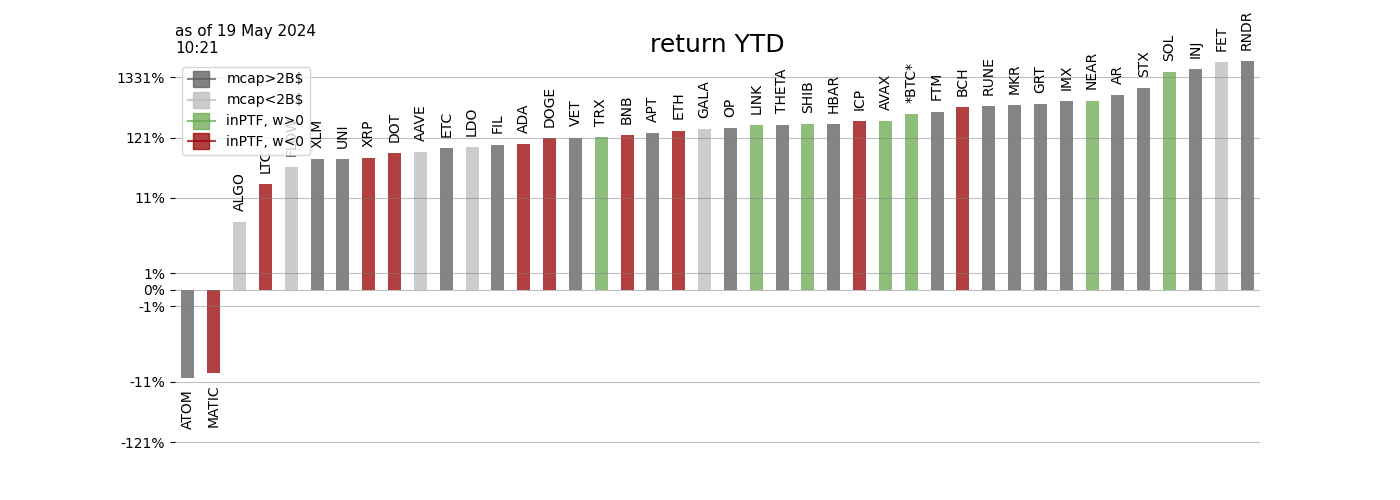 as of 19 May 2024
10:21
return YTD
mcap>2B$
mcap<2B$
inPTF, w>0
inPTF, w<0
1331%
121%
11%
1%
0%
-1%
-11%
-121%
ATOM
MATIC
ALGO
LTC
FLOW
XLM
UNI
XRP
DOT
AAVE
ETC
LDO
FIL
ADA
DOGE
VET
TRX
BNB
APT
ETH
GALA
OP
LINK
THETA
SHIB
HBAR
ICP
AVAX
*BTC*
FTM
BCH
RUNE
MKR
GRT
IMX
NEAR
AR
STX
SOL
INJ
FET
RNDR